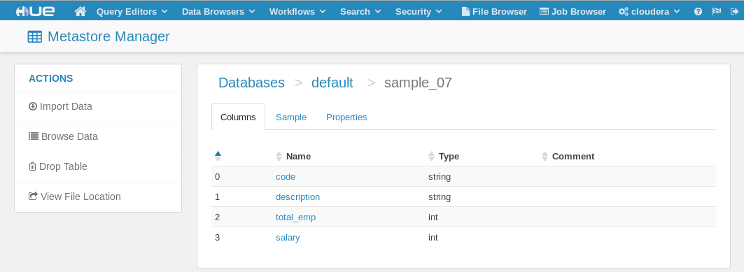 HUE Query Editors Data Browsers Workflows Search Security File Browser Job Browser cloudera
Metastore Manager
ACTIONS
Import Data
Browse Data
Drop Table
View File Location
Databases > default > sample_07
Columns Sample Properties
Name Type Comment
0 code string
1 description string
2 total_emp int
3 salary int